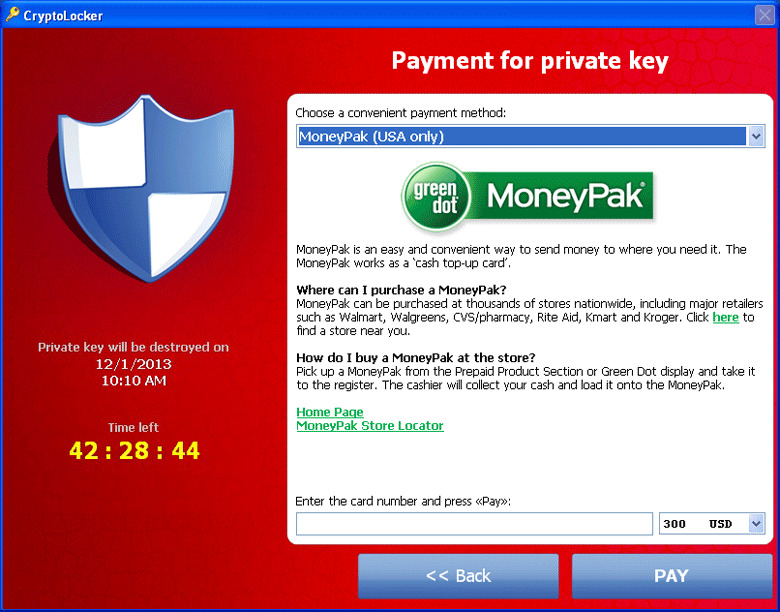 CryptoLocker
Payment for private key
Choose a convenient payment method:
MoneyPak (USA only)
green dot® MoneyPak®
MoneyPak is an easy and convenient way to send money to where you need it. The
MoneyPak works as a ‘cash top-up card’.
Where can I purchase a MoneyPak?
MoneyPak can be purchased at thousands of stores nationwide, including major retailers
such as Walmart, Walgreens, CVS/pharmacy, Rite Aid, Kmart and Kroger. Click here to
find a store near you.
How do I buy a MoneyPak at the store?
Pick up a MoneyPak from the Prepaid Product Section or Green Dot display and take it
to the register. The cashier will collect your cash and load it onto the MoneyPak.
Home Page
MoneyPak Store Locator
Private key will be destroyed on
12/1/2013
10:10 AM
Time left
42 : 28 : 44
Enter the card number and press «Pay»:
300 USD
<< Back
PAY